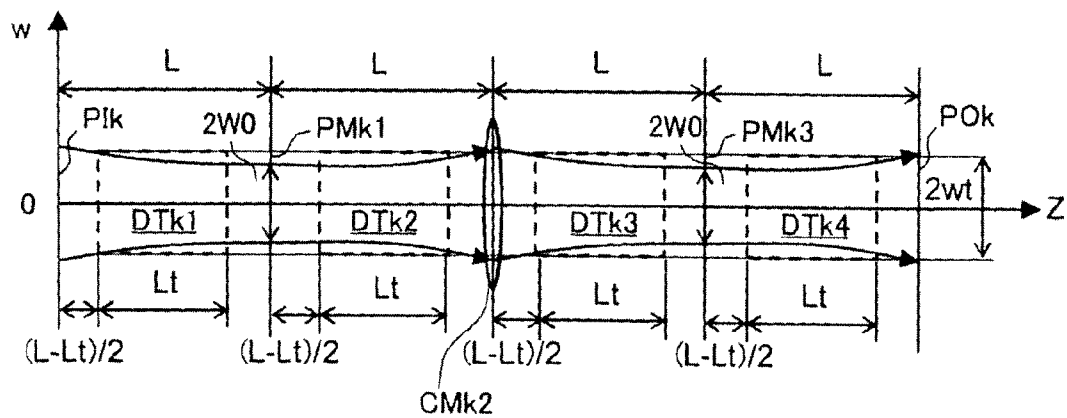 w
L L L L
PIk 2W0 PMk1 2W0 PMk3 POk
0 DTk1 DTk2 DTk3 DTk4 2wt Z
Lt Lt Lt Lt
(L-Lt)/2 (L-Lt)/2 (L-Lt)/2 (L-Lt)/2
CMk2